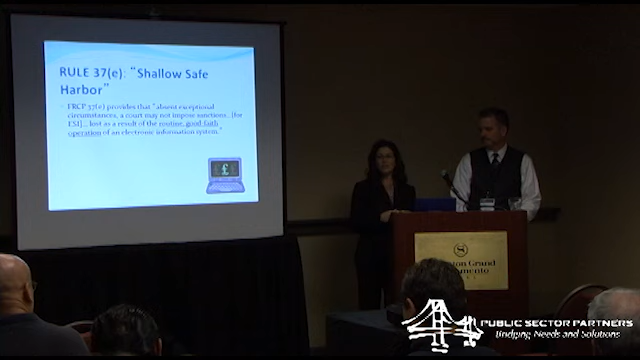 RULE 37(e): "Shallow Safe
Harbor"
FRCP 37(e) provides that "absent exceptional
circumstances, a court may not impose sanctions...[for
ESI]... lost as a result of the routine, good-faith
operation of an electronic information system."
£
Grand
PUBLIC SECTOR PARTNERS
Bridging Needs and Solutions